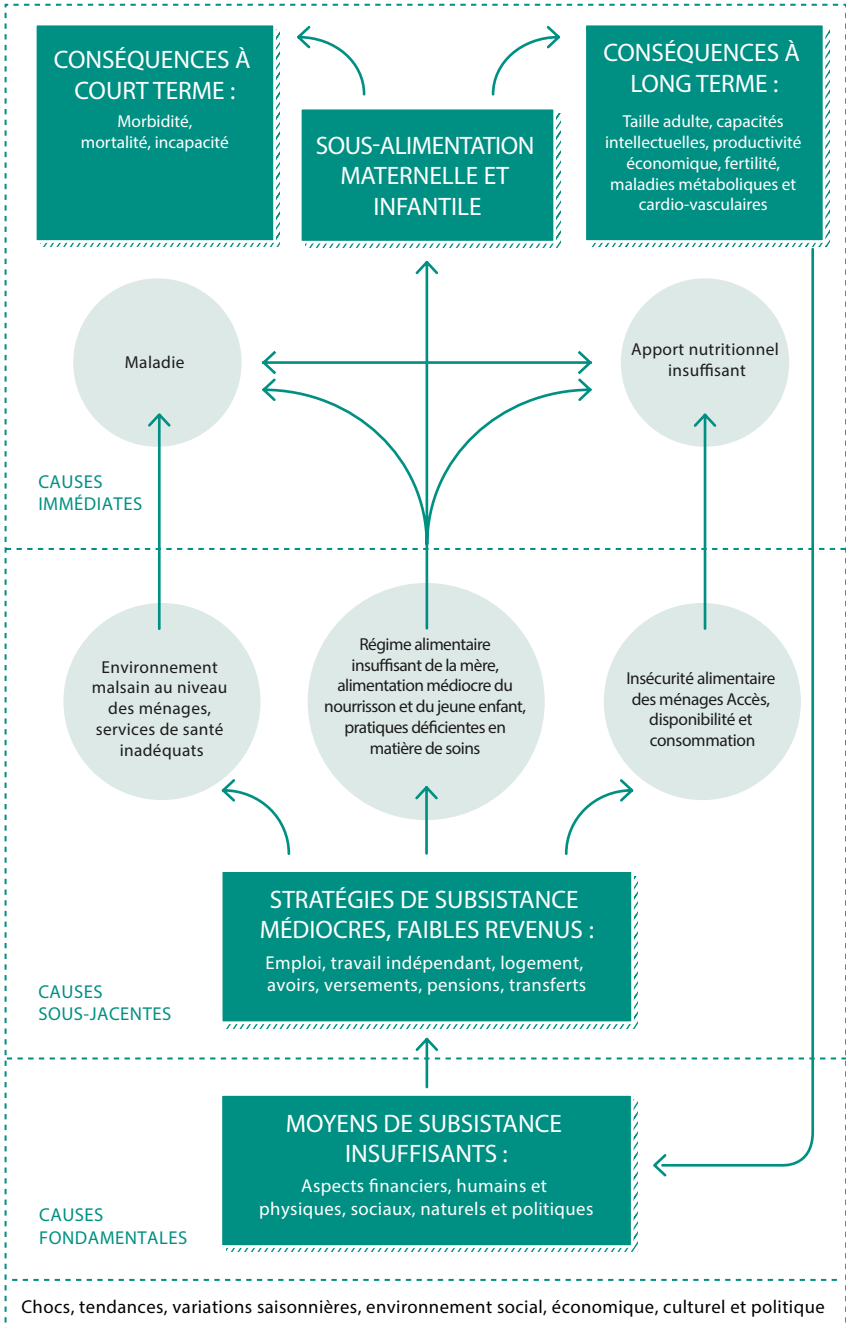 CONSÉQUENCES À
COURT TERME :
Morbidité,
mortalité, incapacité
SOUS-ALIMENTATION
MATERNELLE ET
INFANTILE
CONSÉQUENCES À
LONG TERME :
Taille adulte, capacités
intellectuelles, productivité
économique, fertilité,
maladies métaboliques et
cardio-vasculaires
Maladie
Apport nutritionnel
insuffisant
CAUSES
IMMÉDIATES
Environnement
malsain au niveau
des ménages,
services de santé
inadéquats
Régime alimentaire
insuffisant de la mère,
alimentation médiocre du
nourrisson et du jeune enfant,
pratiques déficientes en
matière de soins
Insécurité alimentaire
des ménages Accès,
disponibilité et
consommation
STRATÉGIES DE SUBSISTANCE
MÉDIOCRES, FAIBLES REVENUS :
Emploi, travail indépendant, logement,
avoirs, versements, pensions, transferts
CAUSES
SOUS-JACENTES
MOYENS DE SUBSISTANCE
INSUFFISANTS :
Aspects financiers, humains et
physiques, sociaux, naturels et politiques
CAUSES
FONDAMENTALES
Chocs, tendances, variations saisonnières, environnement social, économique, culturel et politique